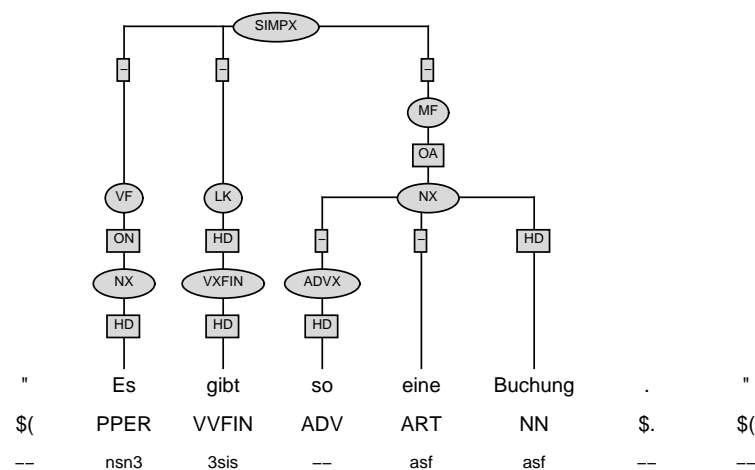 SIMPX
– – –
MF
OA
VF LK NX
ON HD – – HD
NX VXFIN ADVX
HD HD HD
" Es gibt so eine Buchung . "
$( PPER VVFIN ADV ART NN $. $(
–– nsn3 3sis –– asf asf –– ––